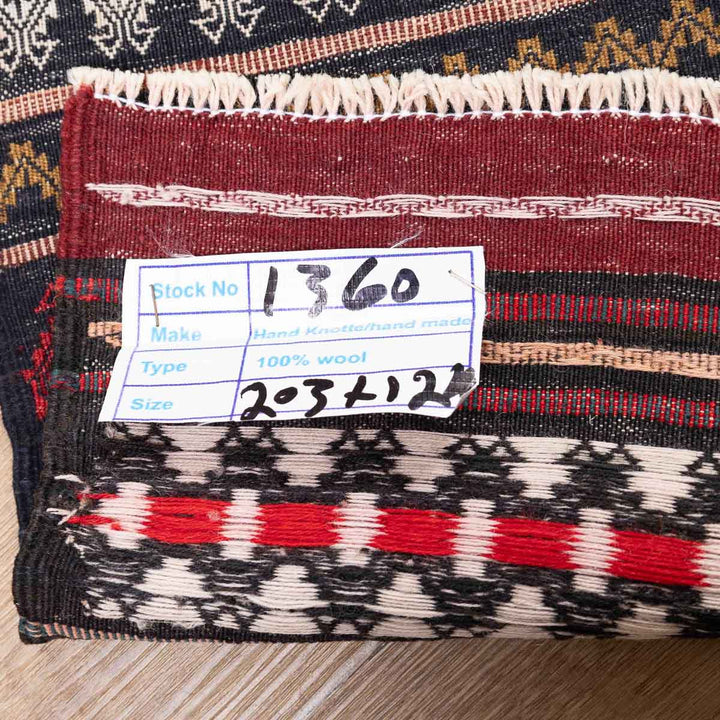 Stock No 1360
Make Hand Knotte/hand made
Type 100% wool
Size 203x12